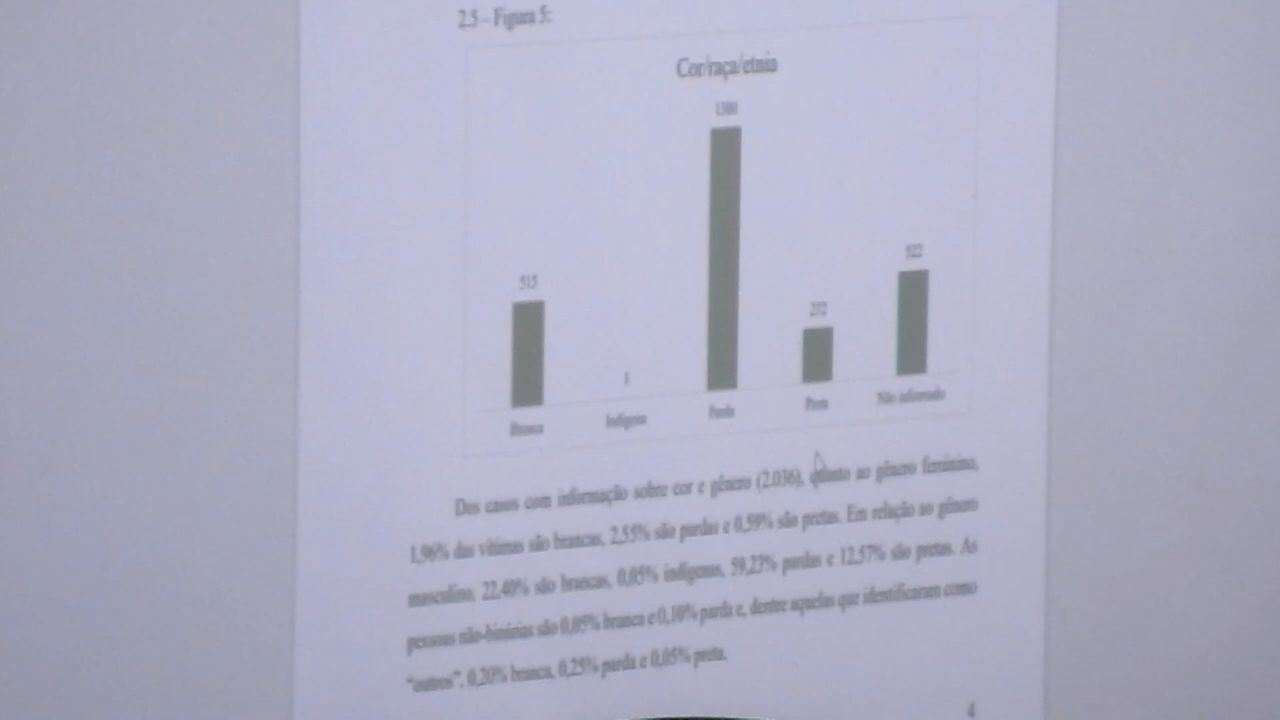 2.5 – Figura 5:
Cor/raça/etnia
1300
522
515
272
1
Branca Indígena Parda Preta Não informado
Dos casos com informação sobre cor e gênero (2.036), quanto ao gênero feminino,
1,96% das vítimas são brancas, 2,55% são pardas e 0,59% são pretas. Em relação ao gênero
masculino, 22,40% são brancas, 0,05% indígenas, 59,23% pardas e 12,57% são pretas. As
pessoas não-binárias são 0,05% branca e 0,10% parda e, dentre aquelas que identificaram como
“outros”, 0,20% branca, 0,25% parda e 0,05% preta.
4